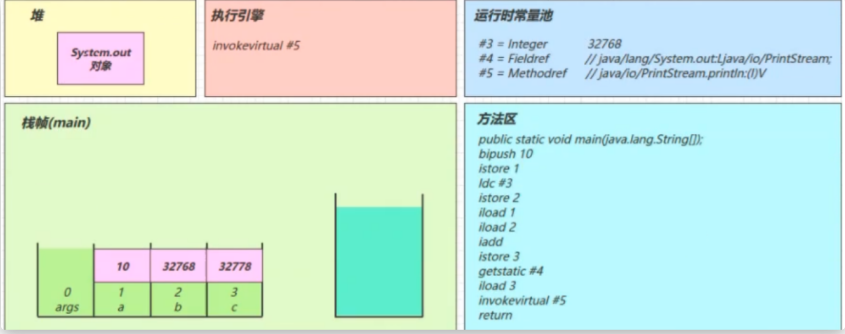 堆
System.out
对象
执行引擎
invokevirtual #5
运行时常量池
#3 = Integer 32768
#4 = Fieldref // java/lang/System.out:Ljava/io/PrintStream;
#5 = Methodref // java/io/PrintStream.println:(I)V
栈帧(main)
10 32768 32778
0 1 2 3
args a b c
方法区
public static void main(java.lang.String[]);
bipush 10
istore 1
ldc #3
istore 2
iload 1
iload 2
iadd
istore 3
getstatic #4
iload 3
invokevirtual #5
return